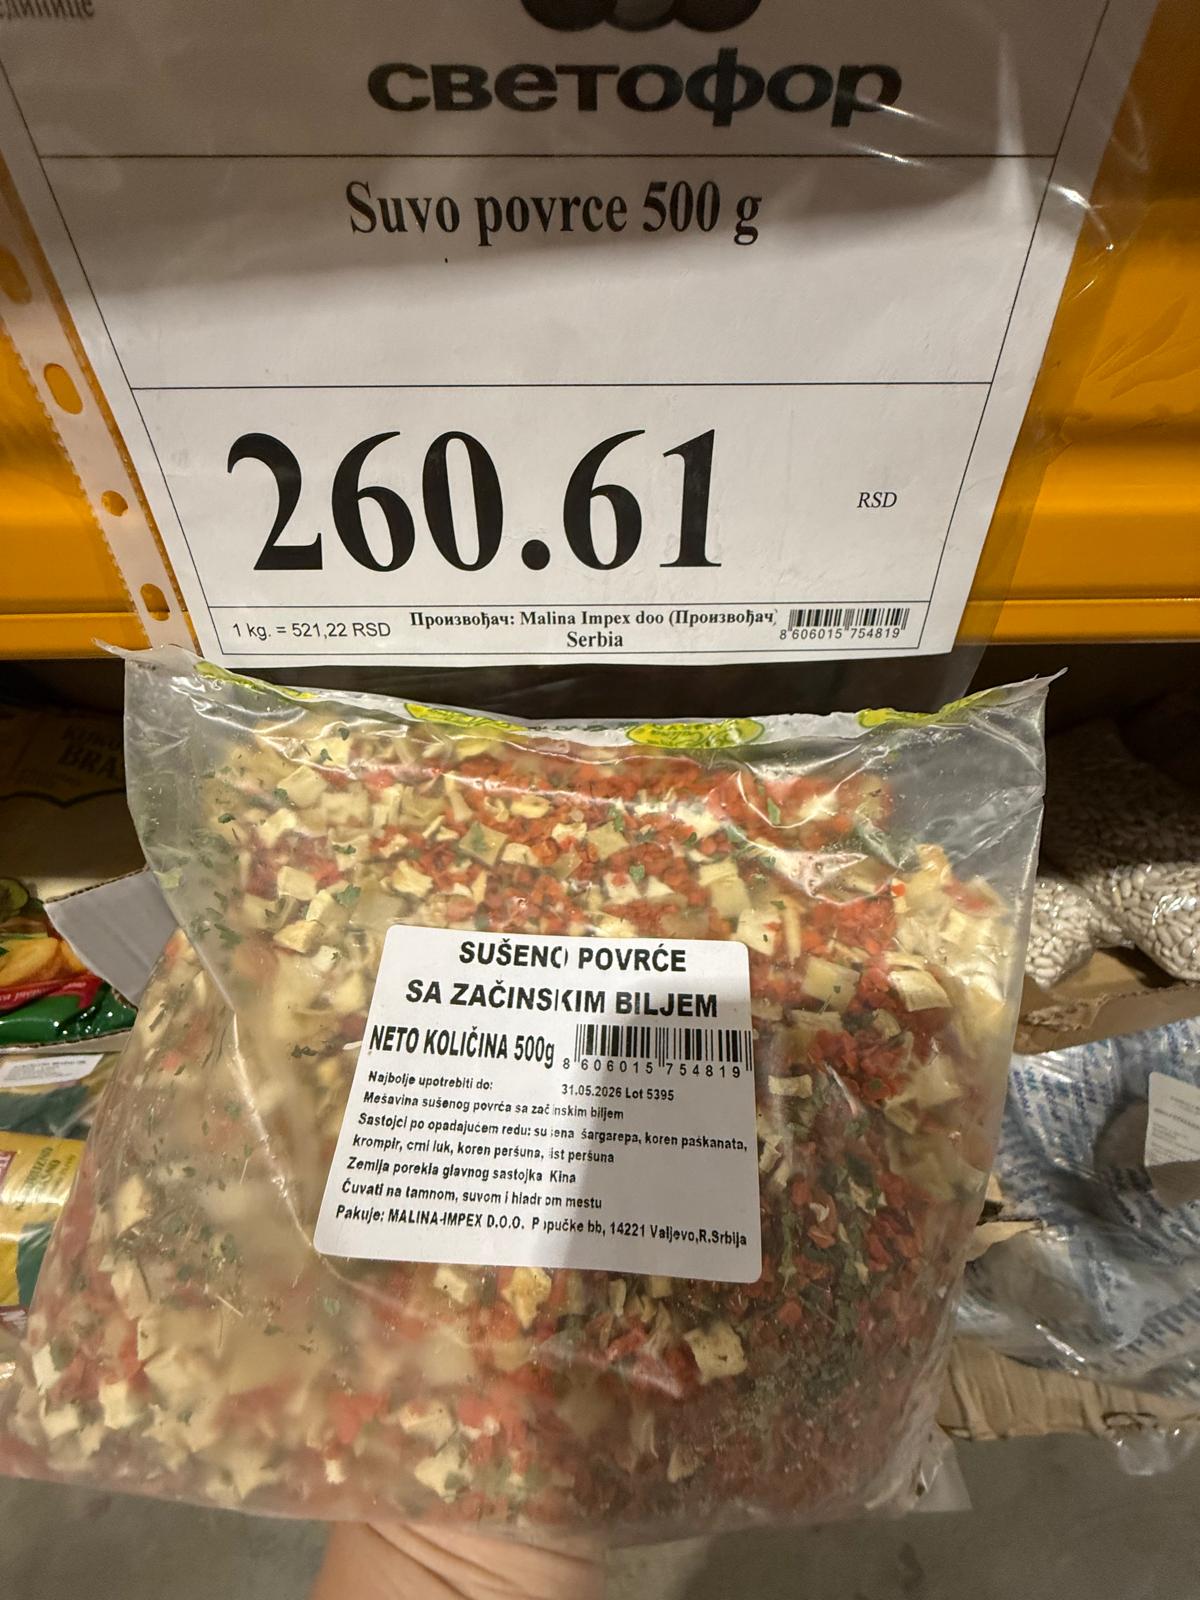 единице
светофор
Suvo povrce 500 g
260.61
RSD
1 kg. = 521,22 RSD
Произвођач: Malina Impex doo (Произвођач)
Serbia
8 606015 754819
SUŠENO POVRĆE
SA ZAČINSKIM BILJEM
NETO KOLIČINA 500g
8 606015 754819
Najbolje upotrebiti do: 31.05.2026 Lot 5395
Mešavina sušenog povrća sa začinskim biljem
Sastojci po opadajućem redu: sušena šargarepa, koren paškanata,
krompir, crni luk, koren peršuna, list peršuna
Zemlja porekla glavnog sastojka Kina
Čuvati na tamnom, suvom i hladnom mestu
Pakuje: MALINA-IMPEX D.O.O. Popučke bb, 14221 Valjevo,R.Srbija